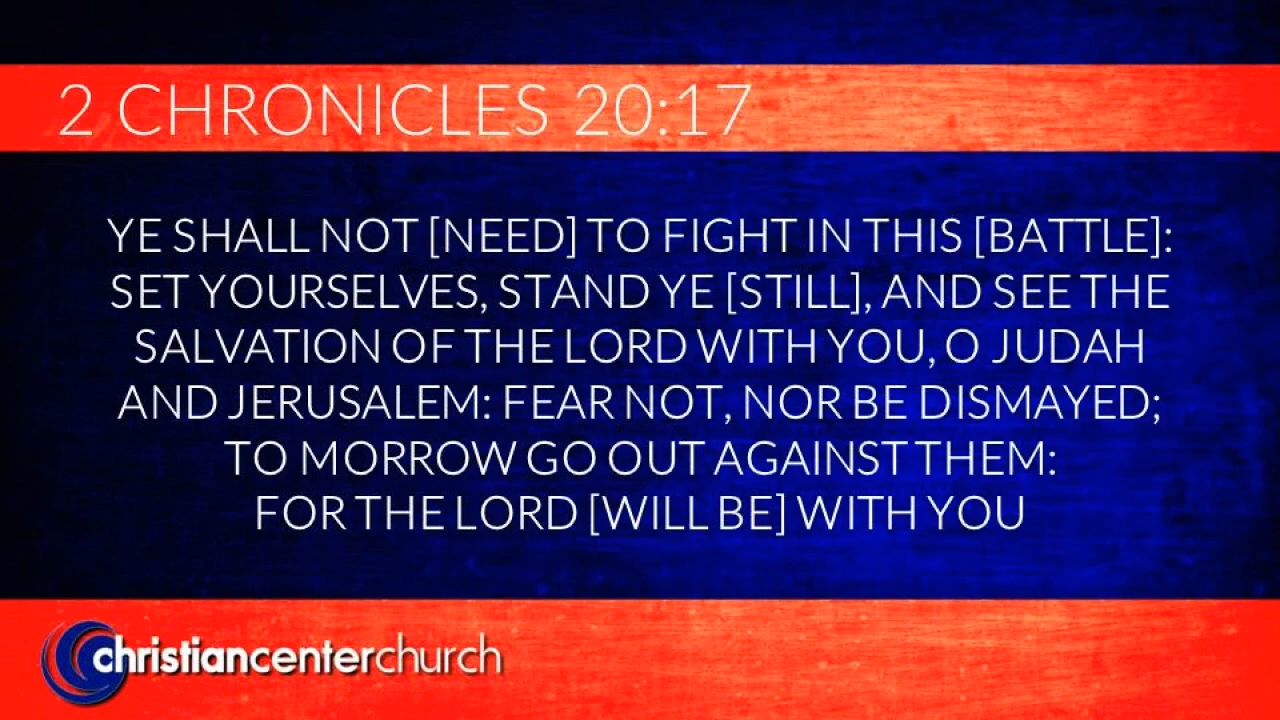 2 CHRONICLES 20:17
YE SHALL NOT [NEED] TO FIGHT IN THIS [BATTLE]:
SET YOURSELVES, STAND YE [STILL], AND SEE THE
SALVATION OF THE LORD WITH YOU, O JUDAH
AND JERUSALEM: FEAR NOT, NOR BE DISMAYED;
TO MORROW GO OUT AGAINST THEM:
FOR THE LORD [WILL BE] WITH YOU
christiancenterchurch